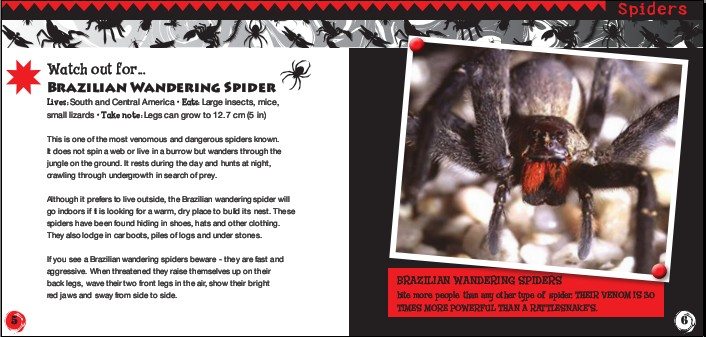 Spiders
Watch out for...
BRAZILIAN WANDERING SPIDER
Lives: South and Central America • Eats: Large insects, mice,
small lizards • Take note: Legs can grow to 12.7 cm (5 in)
This is one of the most venomous and dangerous spiders known.
It does not spin a web or live in a burrow but wanders through the
jungle on the ground. It rests during the day and hunts at night,
crawling through undergrowth in search of prey.
Although it prefers to live outside, the Brazilian wandering spider will
go indoors if it is looking for a warm, dry place to build its nest. These
spiders have been found hiding in shoes, hats and other clothing.
They also lodge in car boots, piles of logs and under stones.
If you see a Brazilian wandering spiders beware - they are fast and
aggressive. When threatened they raise themselves up on their
back legs, wave their two front legs in the air, show their bright
red jaws and sway from side to side.
BRAZILIAN WANDERING SPIDERS
bite more people than any other type of spider. THEIR VENOM IS 30
TIMES MORE POWERFUL THAN A RATTLESNAKE'S.
5
6